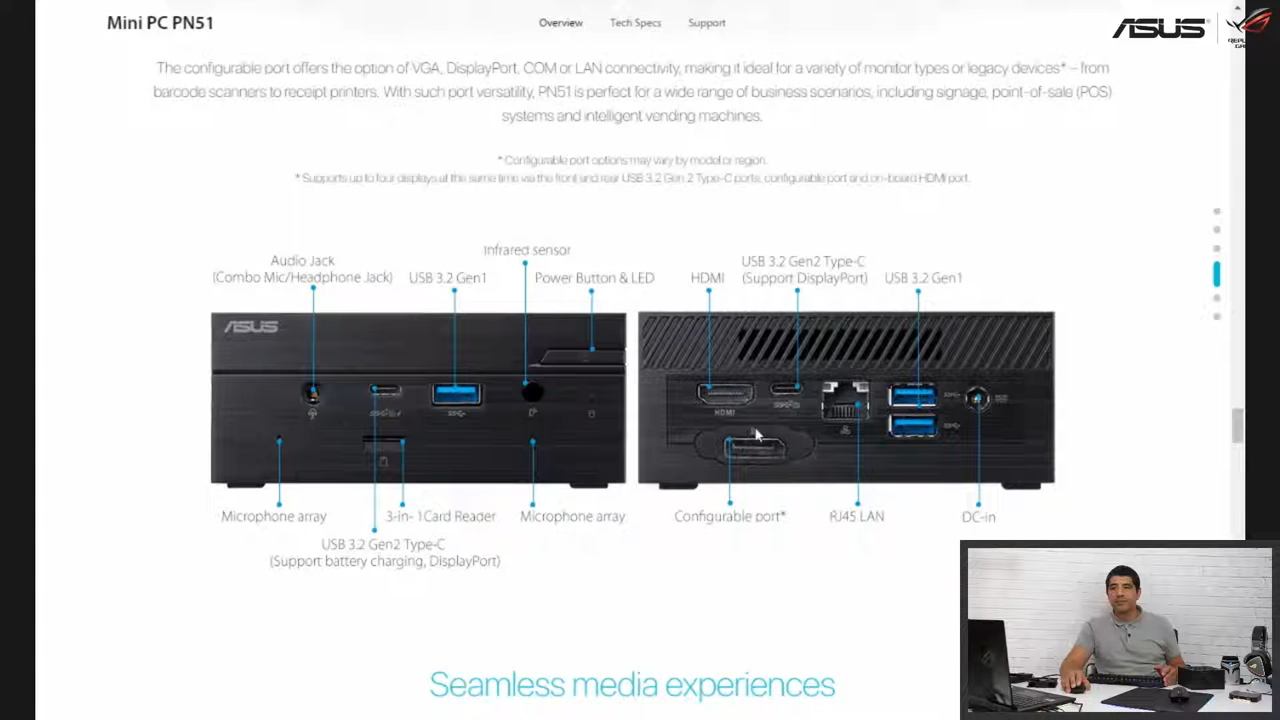 Mini PC PN51
Overview
Tech Specs
Support
ASUS
The configurable port offers the option of VGA, DisplayPort, COM or LAN connectivity, making it ideal for a variety of monitor types or legacy devices* – from
barcode scanners to receipt printers. With such port versatility, PN51 is perfect for a wide range of business scenarios, including signage, point-of-sale (POS)
systems and intelligent vending machines.
* Configurable port options may vary by model or region.
* Supports up to four displays at the same time via the front and rear USB 3.2 Gen 2 Type-C ports, configurable port and on-board HDMI port.
Audio Jack
(Combo Mic/Headphone Jack)
USB 3.2 Gen1
Infrared sensor
Power Button & LED
HDMI
USB 3.2 Gen2 Type-C
(Support DisplayPort)
USB 3.2 Gen1
ASUS
HDMI
Microphone array
3-in- 1Card Reader
Microphone array
USB 3.2 Gen2 Type-C
(Support battery charging, DisplayPort)
Configurable port*
RJ45 LAN
DC-in
Seamless media experiences